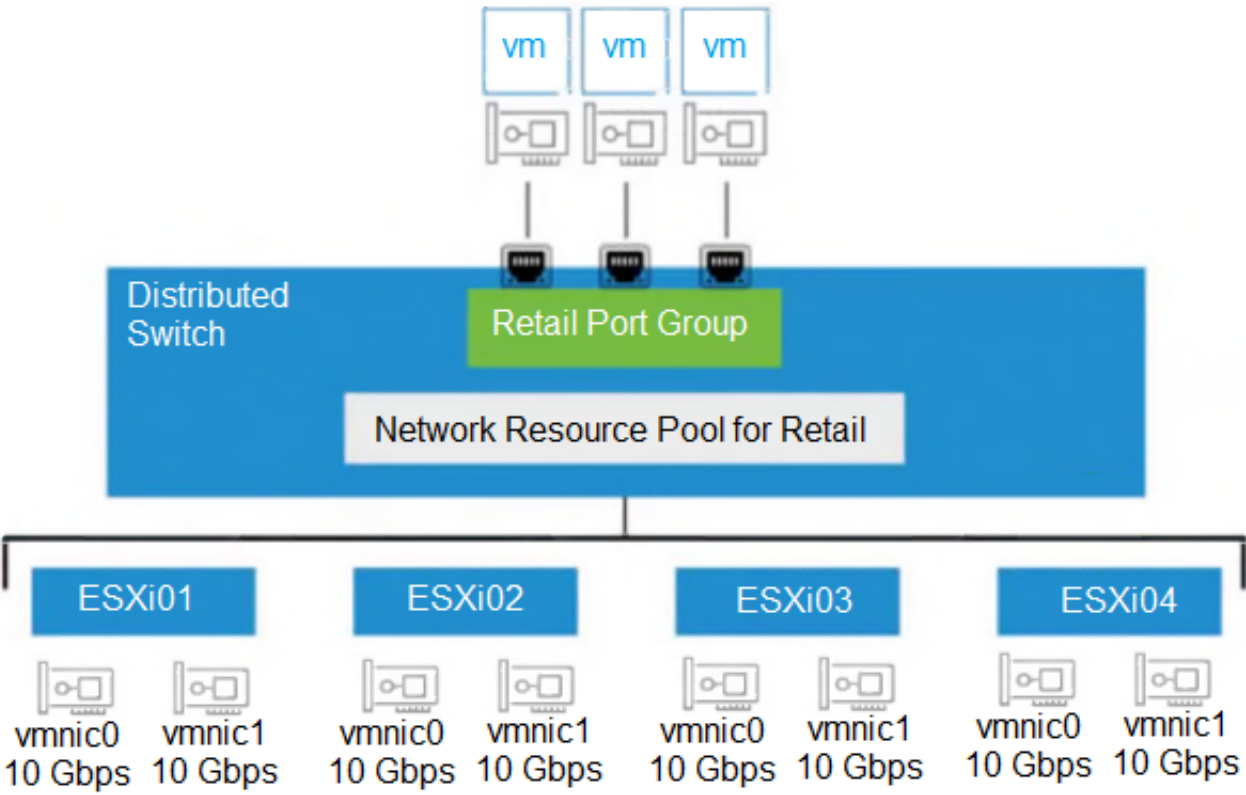 vm vm vm
Distributed
Switch
Retail Port Group
Network Resource Pool for Retail
ESXi01 ESXi02 ESXi03 ESXi04
vmnic0 vmnic1 vmnic0 vmnic1 vmnic0 vmnic1 vmnic0 vmnic1
10 Gbps 10 Gbps 10 Gbps 10 Gbps 10 Gbps 10 Gbps 10 Gbps 10 Gbps